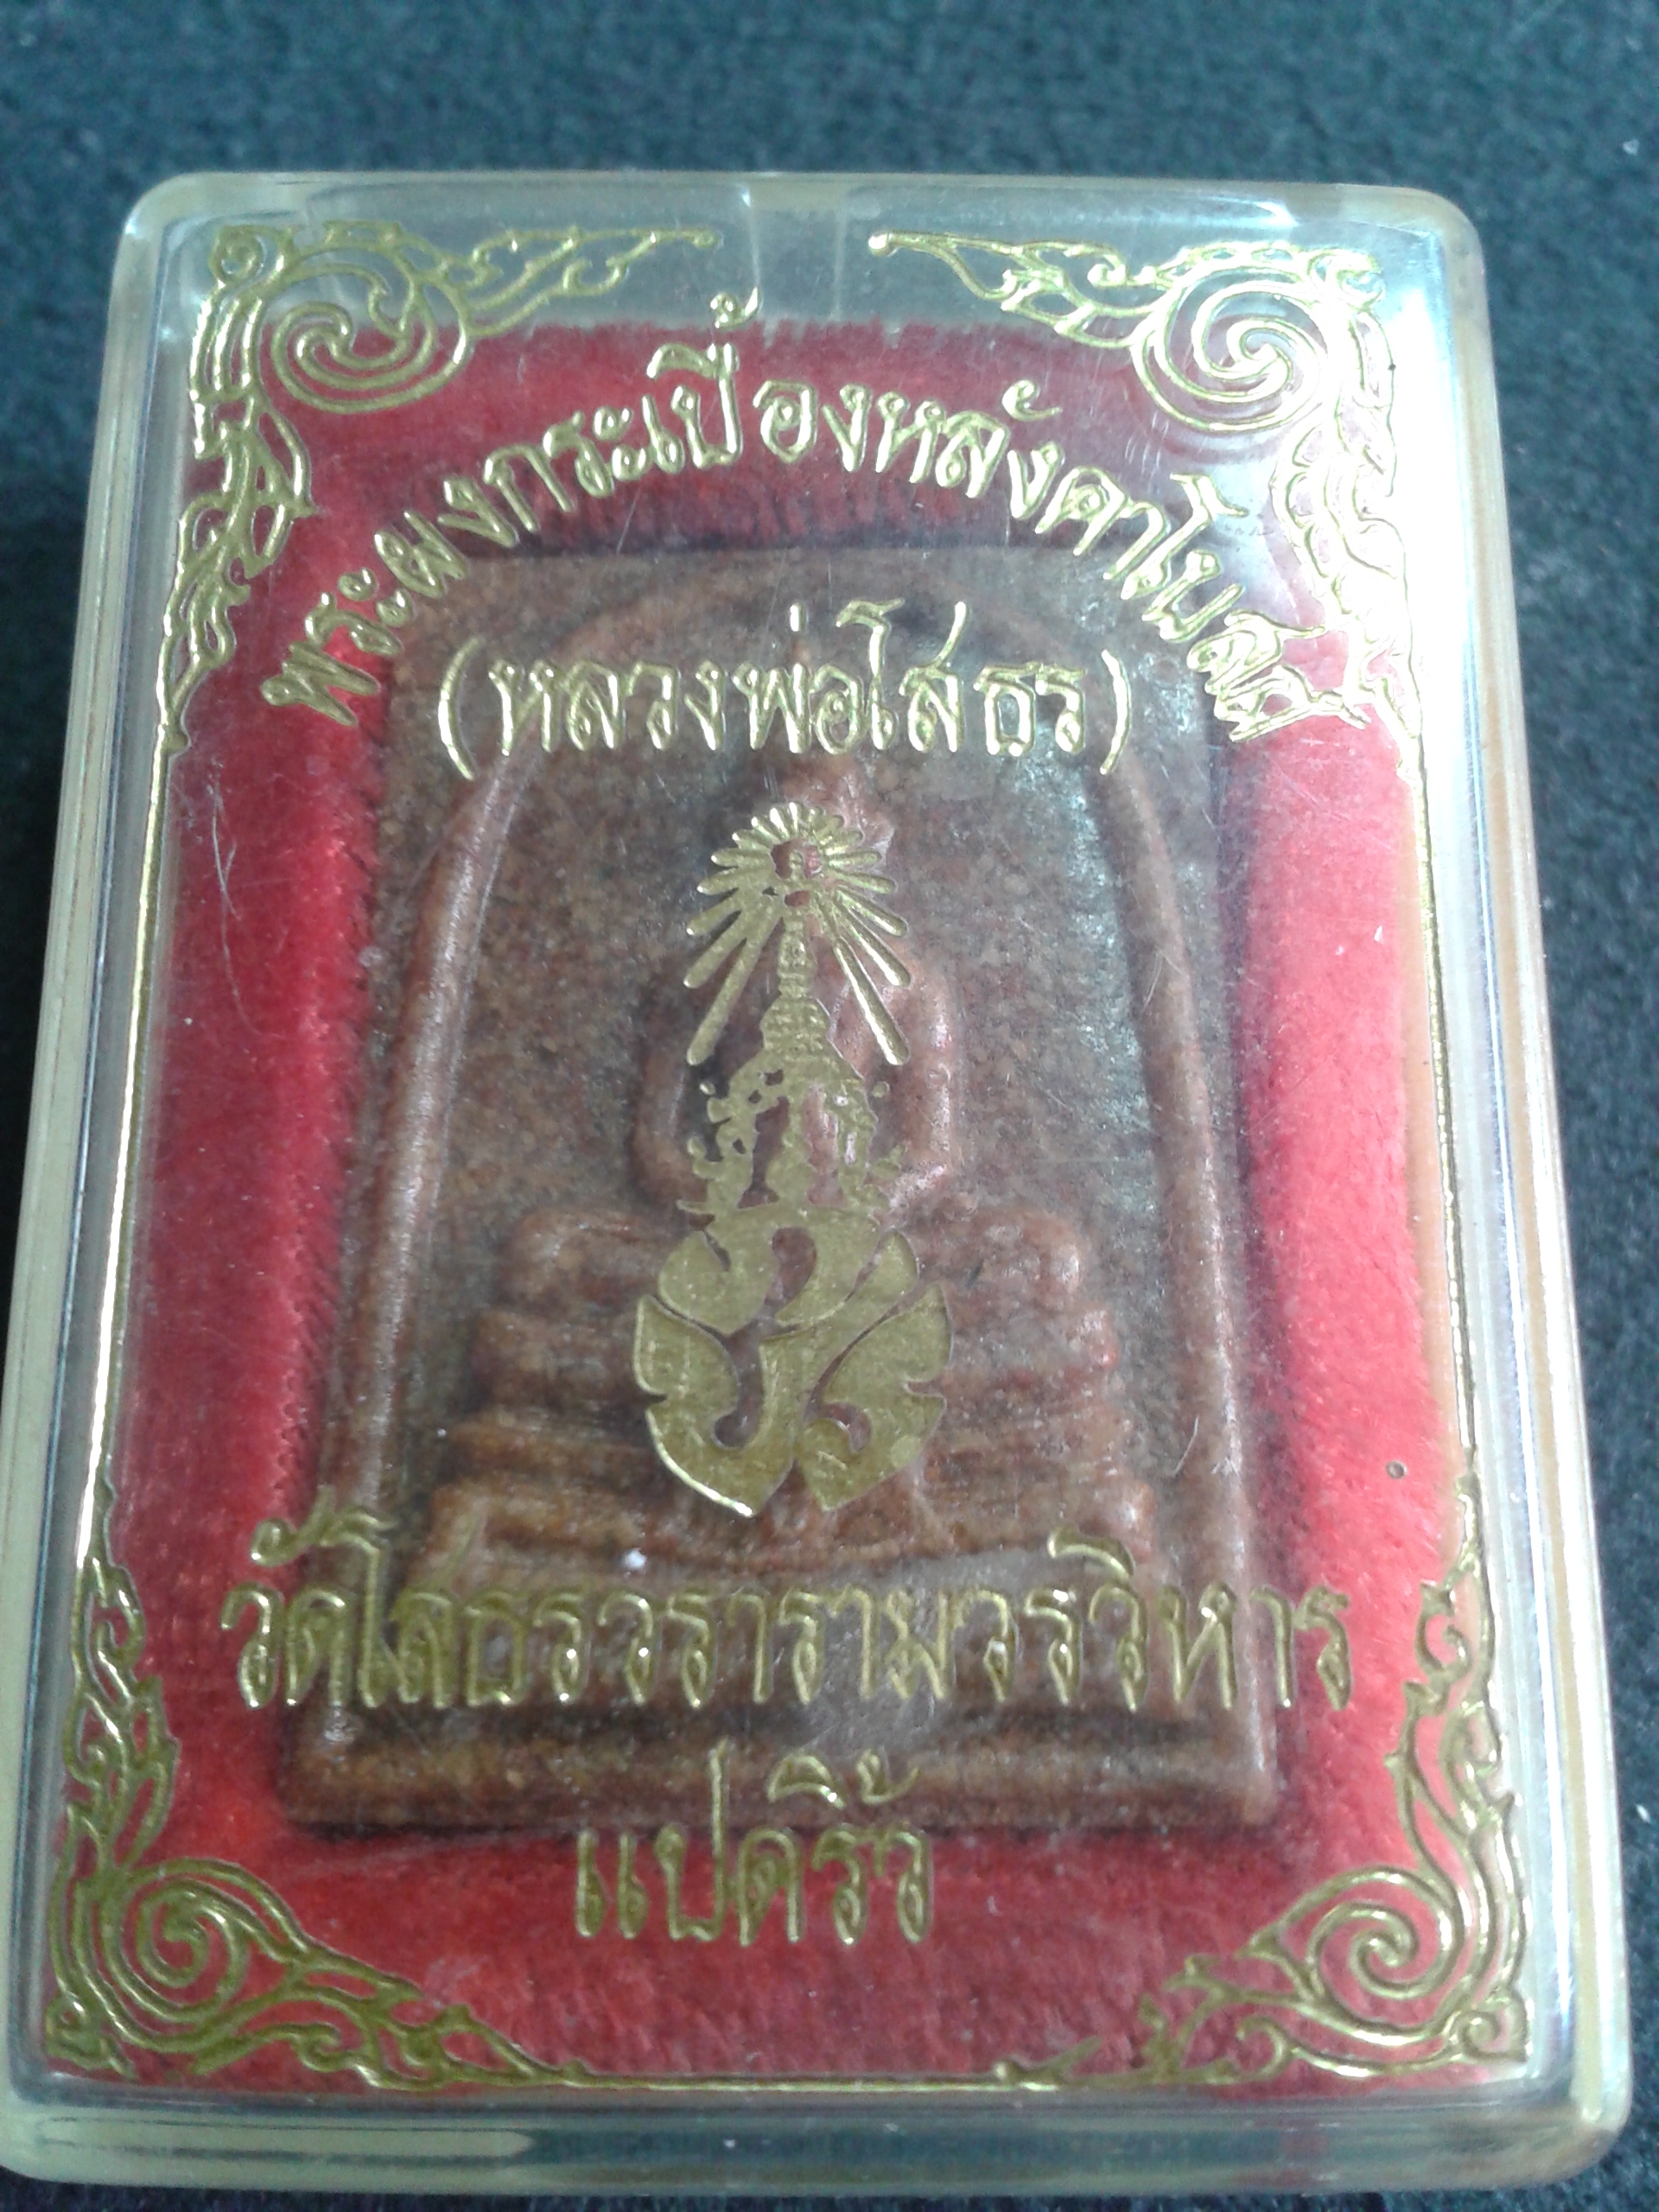 พระผงกระเบื้องหลังคาโบสถ์
(หลวงพ่อโสธร)
วัดโสธรวรารามวรวิหาร
แปดริ้ว